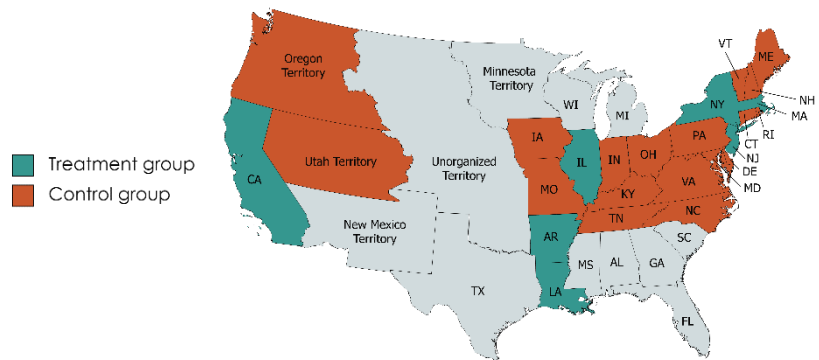 Treatment group
Control group
Oregon
Territory
Minnesota
Territory
Utah Territory
Unorganized
Territory
New Mexico
Territory
CA
TX
WI
MI
IA
MO
IL
IN
OH
KY
TN
AR
LA
MS
AL
GA
FL
SC
NC
VA
PA
NY
VT
ME
NH
MA
RI
CT
NJ
DE
MD